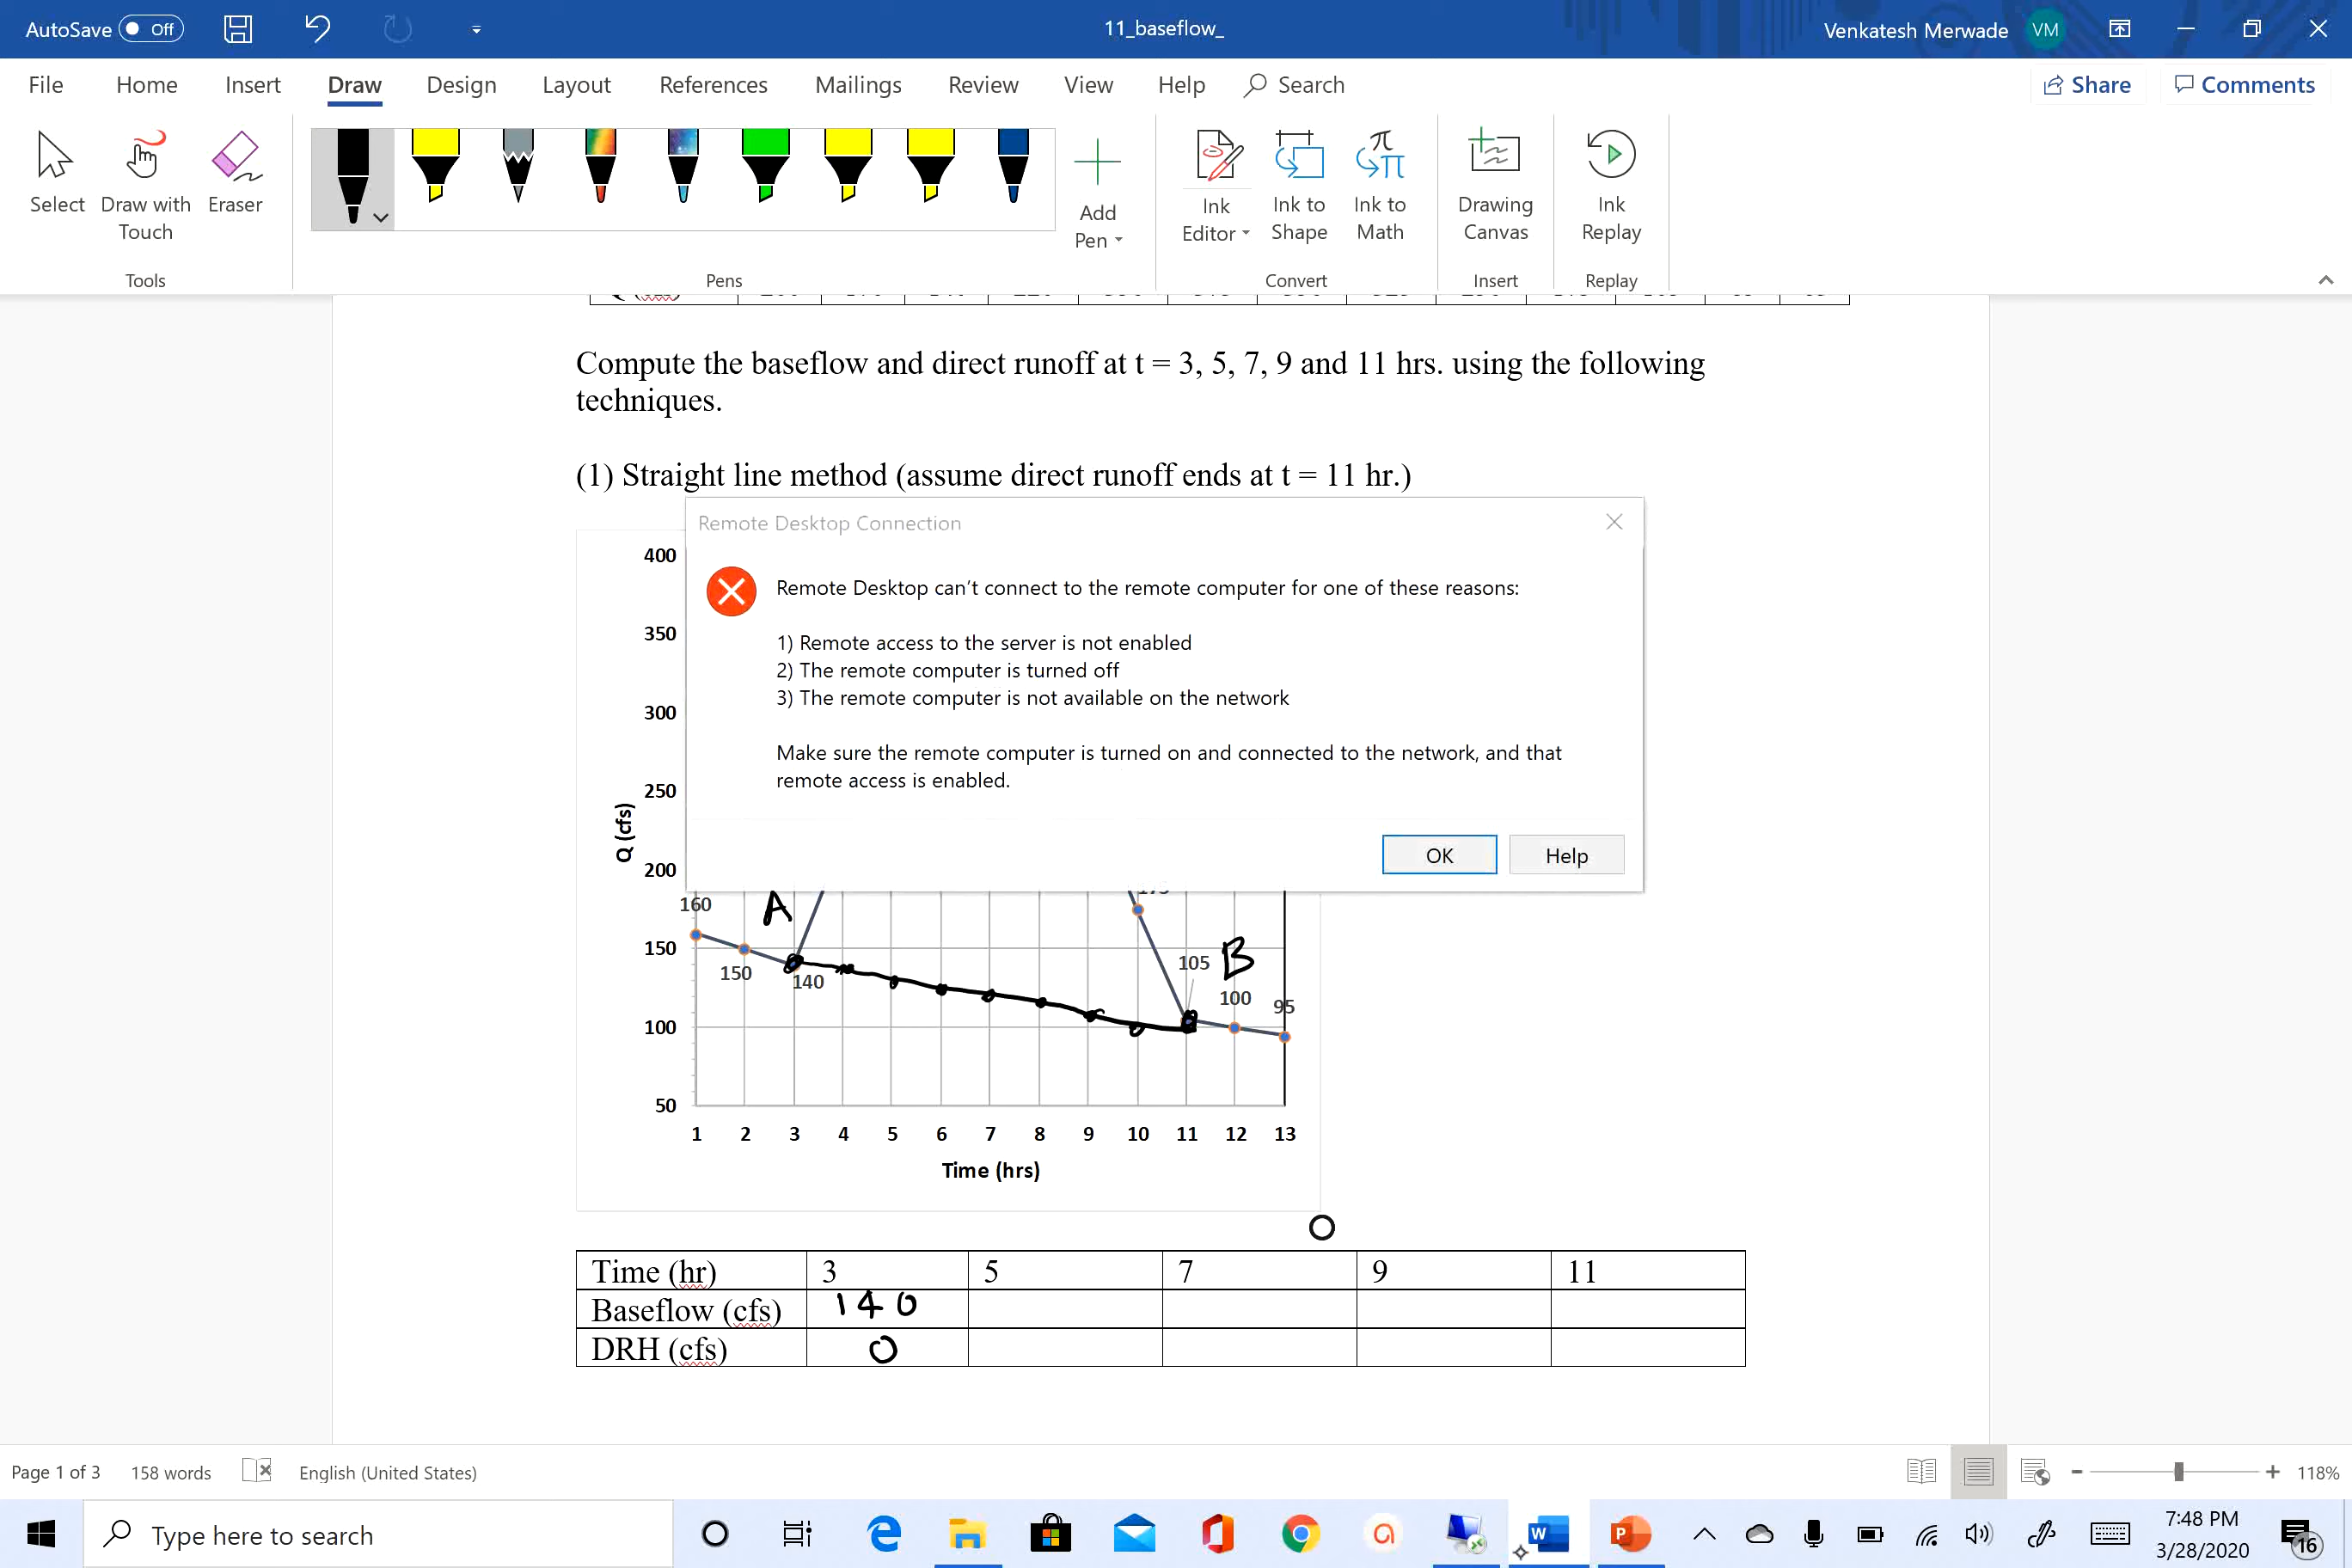 AutoSave Off
11_baseflow_
Venkatesh Merwade VM
File Home Insert Draw Design Layout References Mailings Review View Help Search Share Comments
Select Draw with Touch Eraser
Tools
Pens
Add Pen
Ink Editor Ink to Shape Ink to Math
Convert
Drawing Canvas
Insert
Ink Replay
Replay
Compute the baseflow and direct runoff at t = 3, 5, 7, 9 and 11 hrs. using the following
techniques.
(1) Straight line method (assume direct runoff ends at t = 11 hr.)
Remote Desktop Connection
Remote Desktop can't connect to the remote computer for one of these reasons:
1) Remote access to the server is not enabled
2) The remote computer is turned off
3) The remote computer is not available on the network
Make sure the remote computer is turned on and connected to the network, and that
remote access is enabled.
OK Help
400
350
300
250
200
150
100
50
Q (cfs)
160 A
150 140
105 B
100 95
1 2 3 4 5 6 7 8 9 10 11 12 13
Time (hrs)
Time (hr) 3 5 7 9 11
Baseflow (cfs) 140
DRH (cfs) 0
Page 1 of 3 158 words English (United States) 118%
Type here to search
7:48 PM
3/28/2020
16